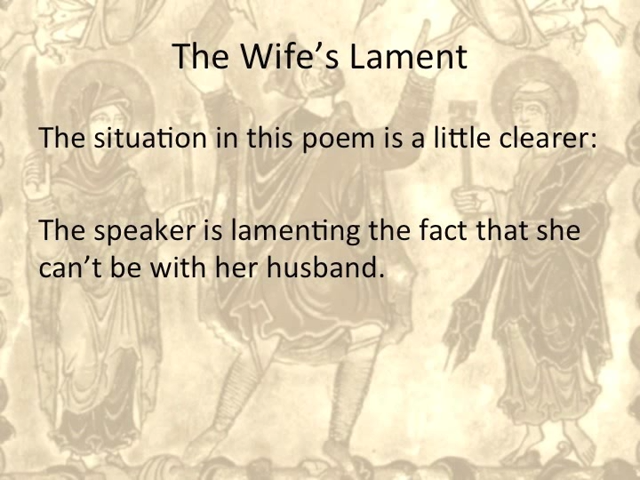 The Wife’s Lament
The situation in this poem is a little clearer:
The speaker is lamenting the fact that she
can’t be with her husband.